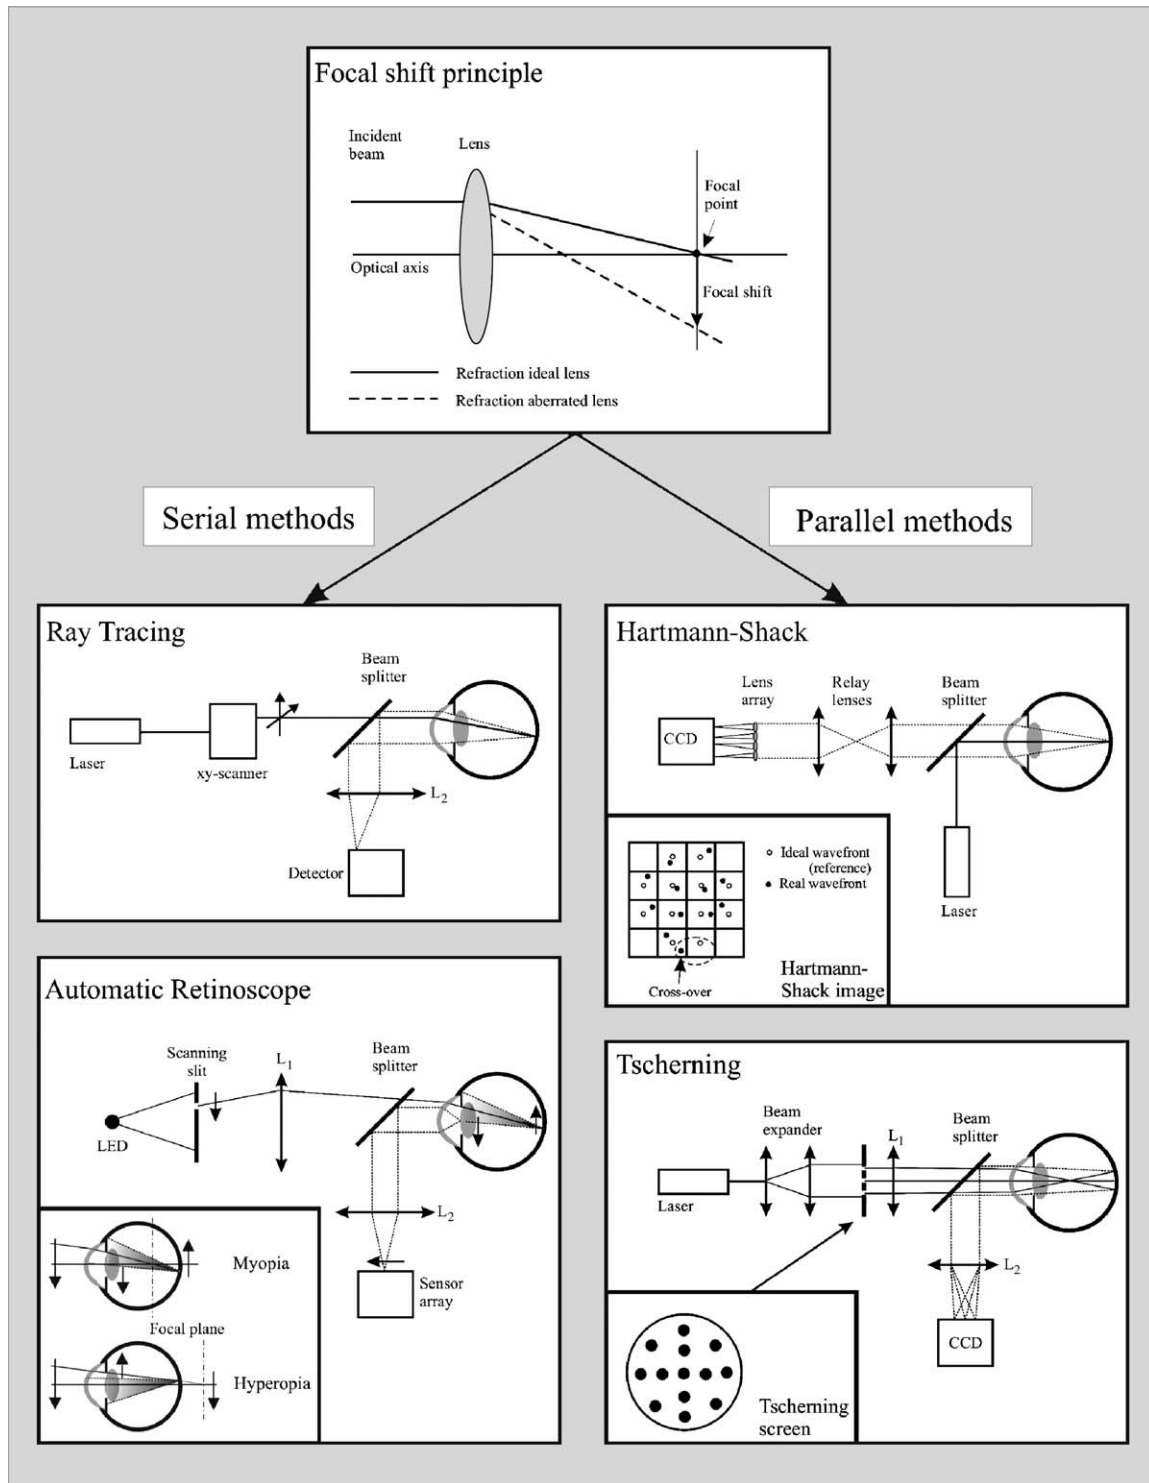 Focal shift principle
Incident
beam
Lens
Focal
point
Optical axis
Focal shift
Refraction ideal lens
Refraction aberrated lens
Serial methods
Parallel methods
Ray Tracing
Beam
splitter
Laser
xy-scanner
L2
Detector
Hartmann-Shack
Lens
array
Relay
lenses
Beam
splitter
CCD
Laser
Ideal wavefront
(reference)
Real wavefront
Cross-over
Hartmann-
Shack image
Automatic Retinoscope
Scanning
slit
L1
Beam
splitter
LED
L2
Sensor
array
Myopia
Focal plane
Hyperopia
Tscherning
Beam
expander
L1
Beam
splitter
Laser
L2
CCD
Tscherning
screen